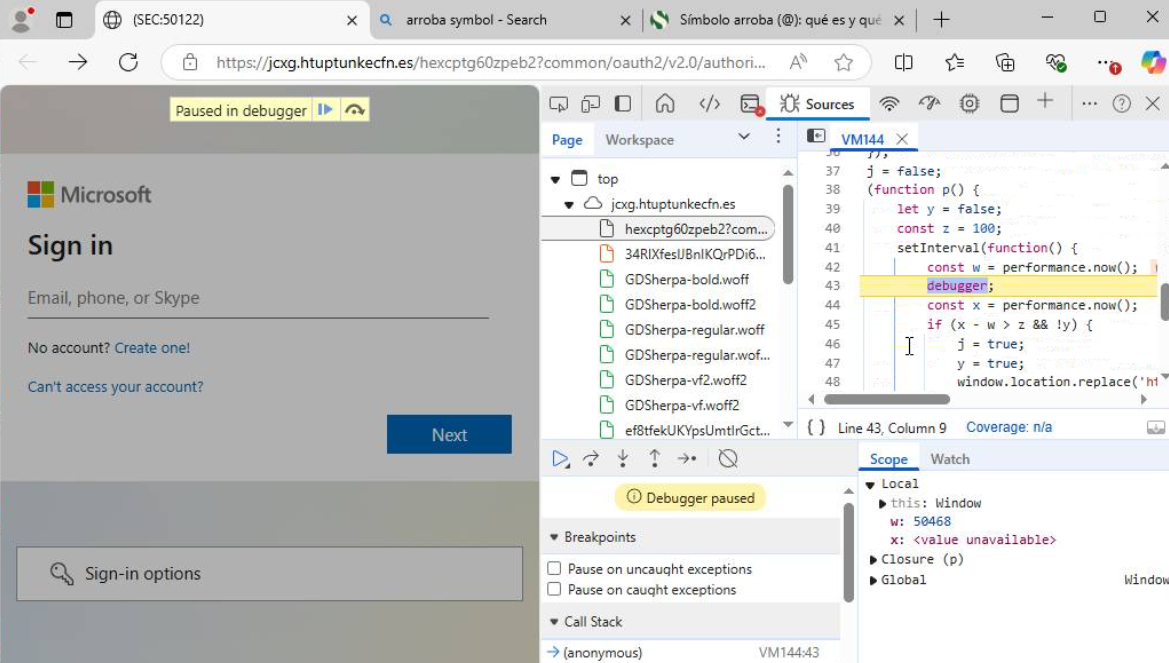 (SEC:50122)
arroba symbol - Search
Símbolo arroba (@): qué es y qué
https://jcxg.htuptunkecfn.es/hexcptg60zpeb2?common/oauth2/v2.0/authori...
Paused in debugger
Microsoft
Sign in
Email, phone, or Skype
No account? Create one!
Can't access your account?
Next
Sign-in options
Sources
Page Workspace
top
jcxg.htuptunkecfn.es
hexcptg60zpeb2?com...
GDSherpa-bold.woff
GDSherpa-bold.woff2
GDSherpa-regular.woff
GDSherpa-regular.wof...
GDSherpa-vf2.woff2
GDSherpa-vf.woff2
VM144
36 });
37 j = false;
38 (function p() {
39 let y = false;
40 const z = 100;
41 setInterval(function() {
42 const w = performance.now();
43 debugger;
44 const x = performance.now();
45 if (x - w > z && !y) {
46 j = true;
47 y = true;
48 window.location.replace('ht
{ } Line 43, Column 9 Coverage: n/a
Debugger paused
Breakpoints
Pause on uncaught exceptions
Pause on caught exceptions
Call Stack
(anonymous) VM144:43
Scope Watch
Local
this: Window
w: 50468
x: <value unavailable>
Closure (p)
Global Window